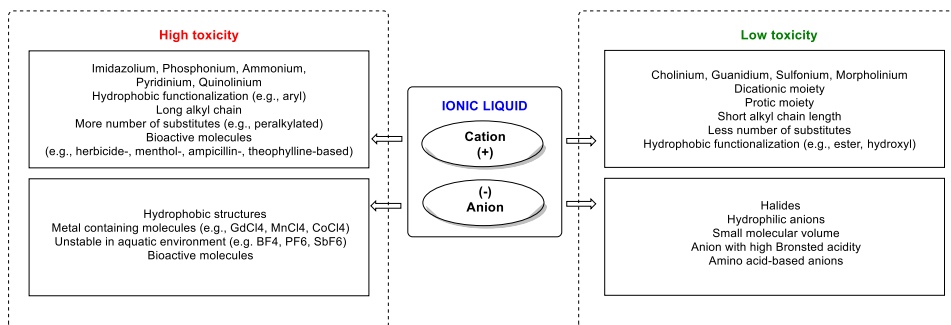 High toxicity
Imidazolium, Phosphonium, Ammonium,
Pyridinium, Quinolinium
Hydrophobic functionalization (e.g., aryl)
Long alkyl chain
More number of substitutes (e.g., peralkylated)
Bioactive molecules
(e.g., herbicide-, menthol-, ampicillin-, theophylline-based)
Hydrophobic structures
Metal containing molecules (e.g., GdCl4, MnCl4, CoCl4)
Unstable in aquatic environment (e.g. BF4, PF6, SbF6)
Bioactive molecules
IONIC LIQUID
Cation
(+)
(-)
Anion
Low toxicity
Cholinium, Guanidium, Sulfonium, Morpholinium
Dicationic moiety
Protic moiety
Short alkyl chain length
Less number of substitutes
Hydrophobic functionalization (e.g., ester, hydroxyl)
Halides
Hydrophilic anions
Small molecular volume
Anion with high Bronsted acidity
Amino acid-based anions